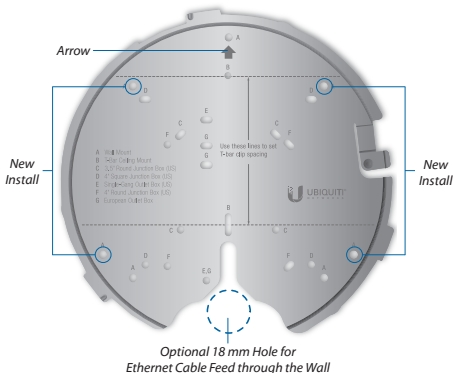 A
Arrow
B
D
D
E
C
C
F
F
G
Use these lines to set
T-bar clip spacing
G
A Wall Mount
B T-Bar Ceiling Mount
C 3.5" Round Junction Box (US)
D 4" Square Junction Box (US)
E Single-Gang Outlet Box (US)
F 4" Round Junction Box (US)
G European Outlet Box
New
Install
New
Install
U UBIQUITI
NETWORKS
B
C
C
A
D
F
A
E,G
F
D
A
Optional 18 mm Hole for
Ethernet Cable Feed through the Wall